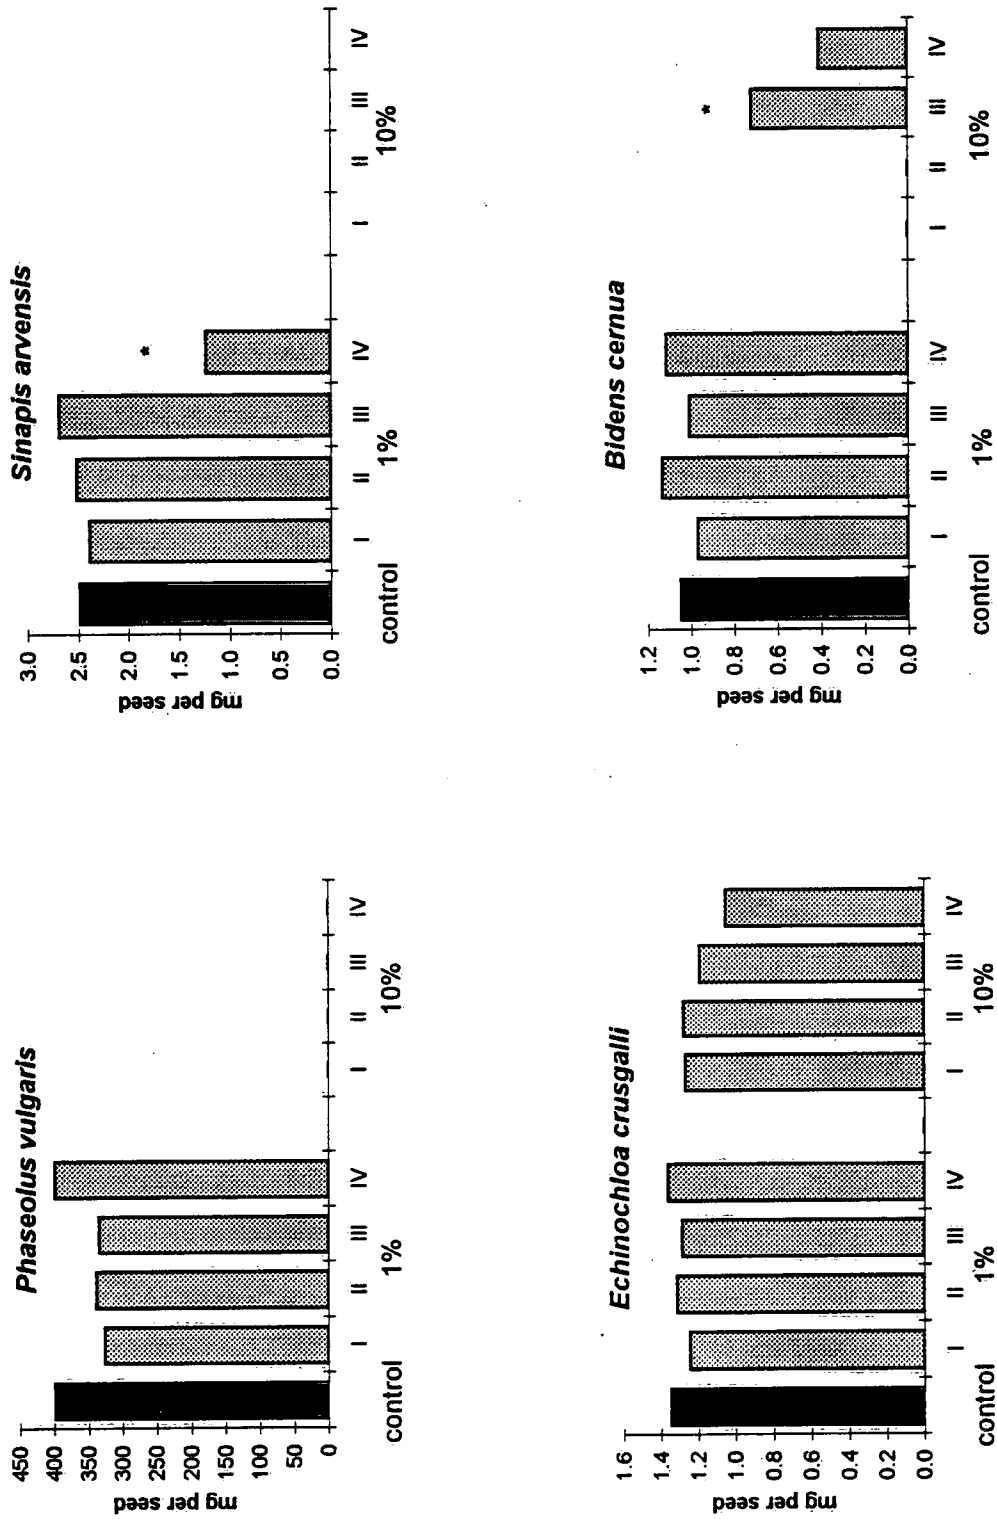 Phaseolus vulgaris
450
400
350
300
250
200
150
100
50
0
mg per seed
control
I II III IV I II III IV
1% 10%
Sinapis arvensis
3.0
2.5
2.0
1.5
1.0
0.5
0.0
mg per seed
*
control
I II III IV I II III IV
1% 10%
Echinochloa crusgalli
1.6
1.4
1.2
1.0
0.8
0.6
0.4
0.2
0.0
mg per seed
control
I II III IV I II III IV
1% 10%
Bidens cernua
1.2
1.0
0.8
0.6
0.4
0.2
0.0
mg per seed
*
control
I II III IV I II III IV
1% 10%